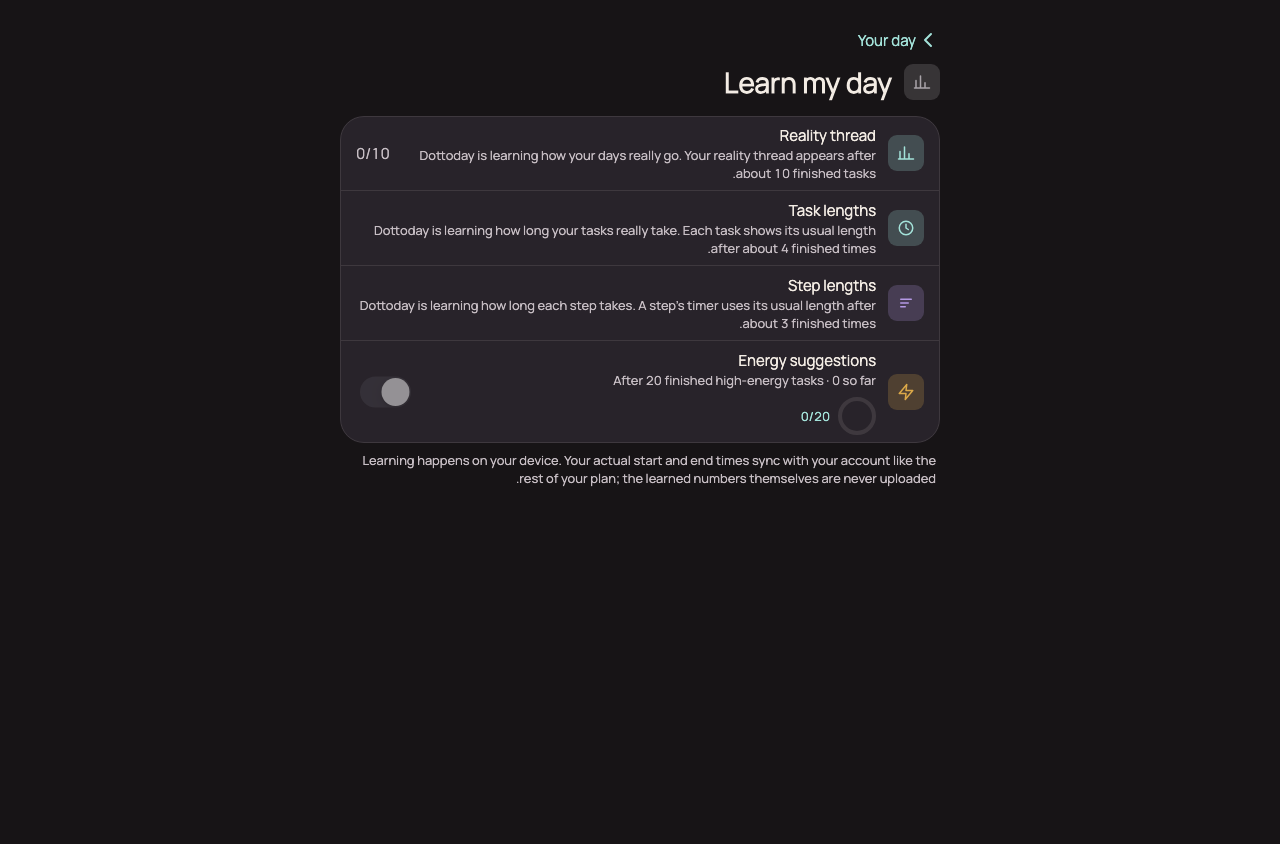 Your day
Learn my day
Reality thread
Dottoday is learning how your days really go. Your reality thread appears after
about 10 finished tasks.
0/10
Task lengths
Dottoday is learning how long your tasks really take. Each task shows its usual length
after about 4 finished times.
Step lengths
Dottoday is learning how long each step takes. A step's timer uses its usual length after
about 3 finished times.
Energy suggestions
After 20 finished high-energy tasks · 0 so far
0/20
Learning happens on your device. Your actual start and end times sync with your account like the
rest of your plan; the learned numbers themselves are never uploaded.